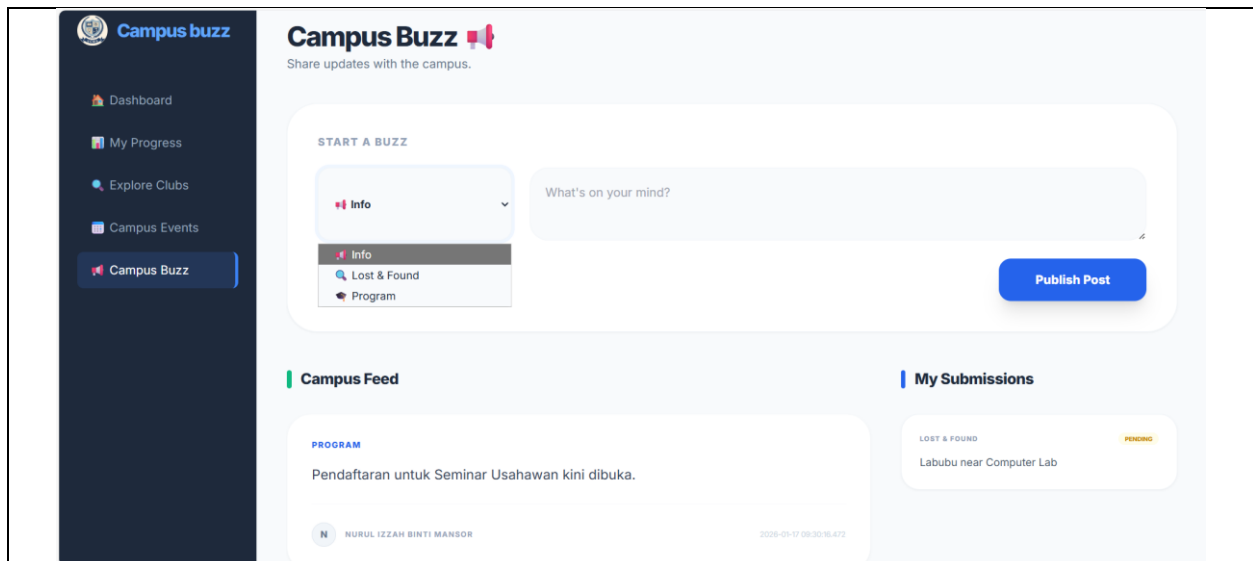 Campus buzz
Dashboard
My Progress
Explore Clubs
Campus Events
Campus Buzz
Campus Buzz
Share updates with the campus.
START A BUZZ
Info
What's on your mind?
Info
Lost & Found
Program
Publish Post
Campus Feed
PROGRAM
Pendaftaran untuk Seminar Usahawan kini dibuka.
N NURUL IZZAH BINTI MANSOR 2026-01-17 09:30:16.472
My Submissions
LOST & FOUND PENDING
Labubu near Computer Lab